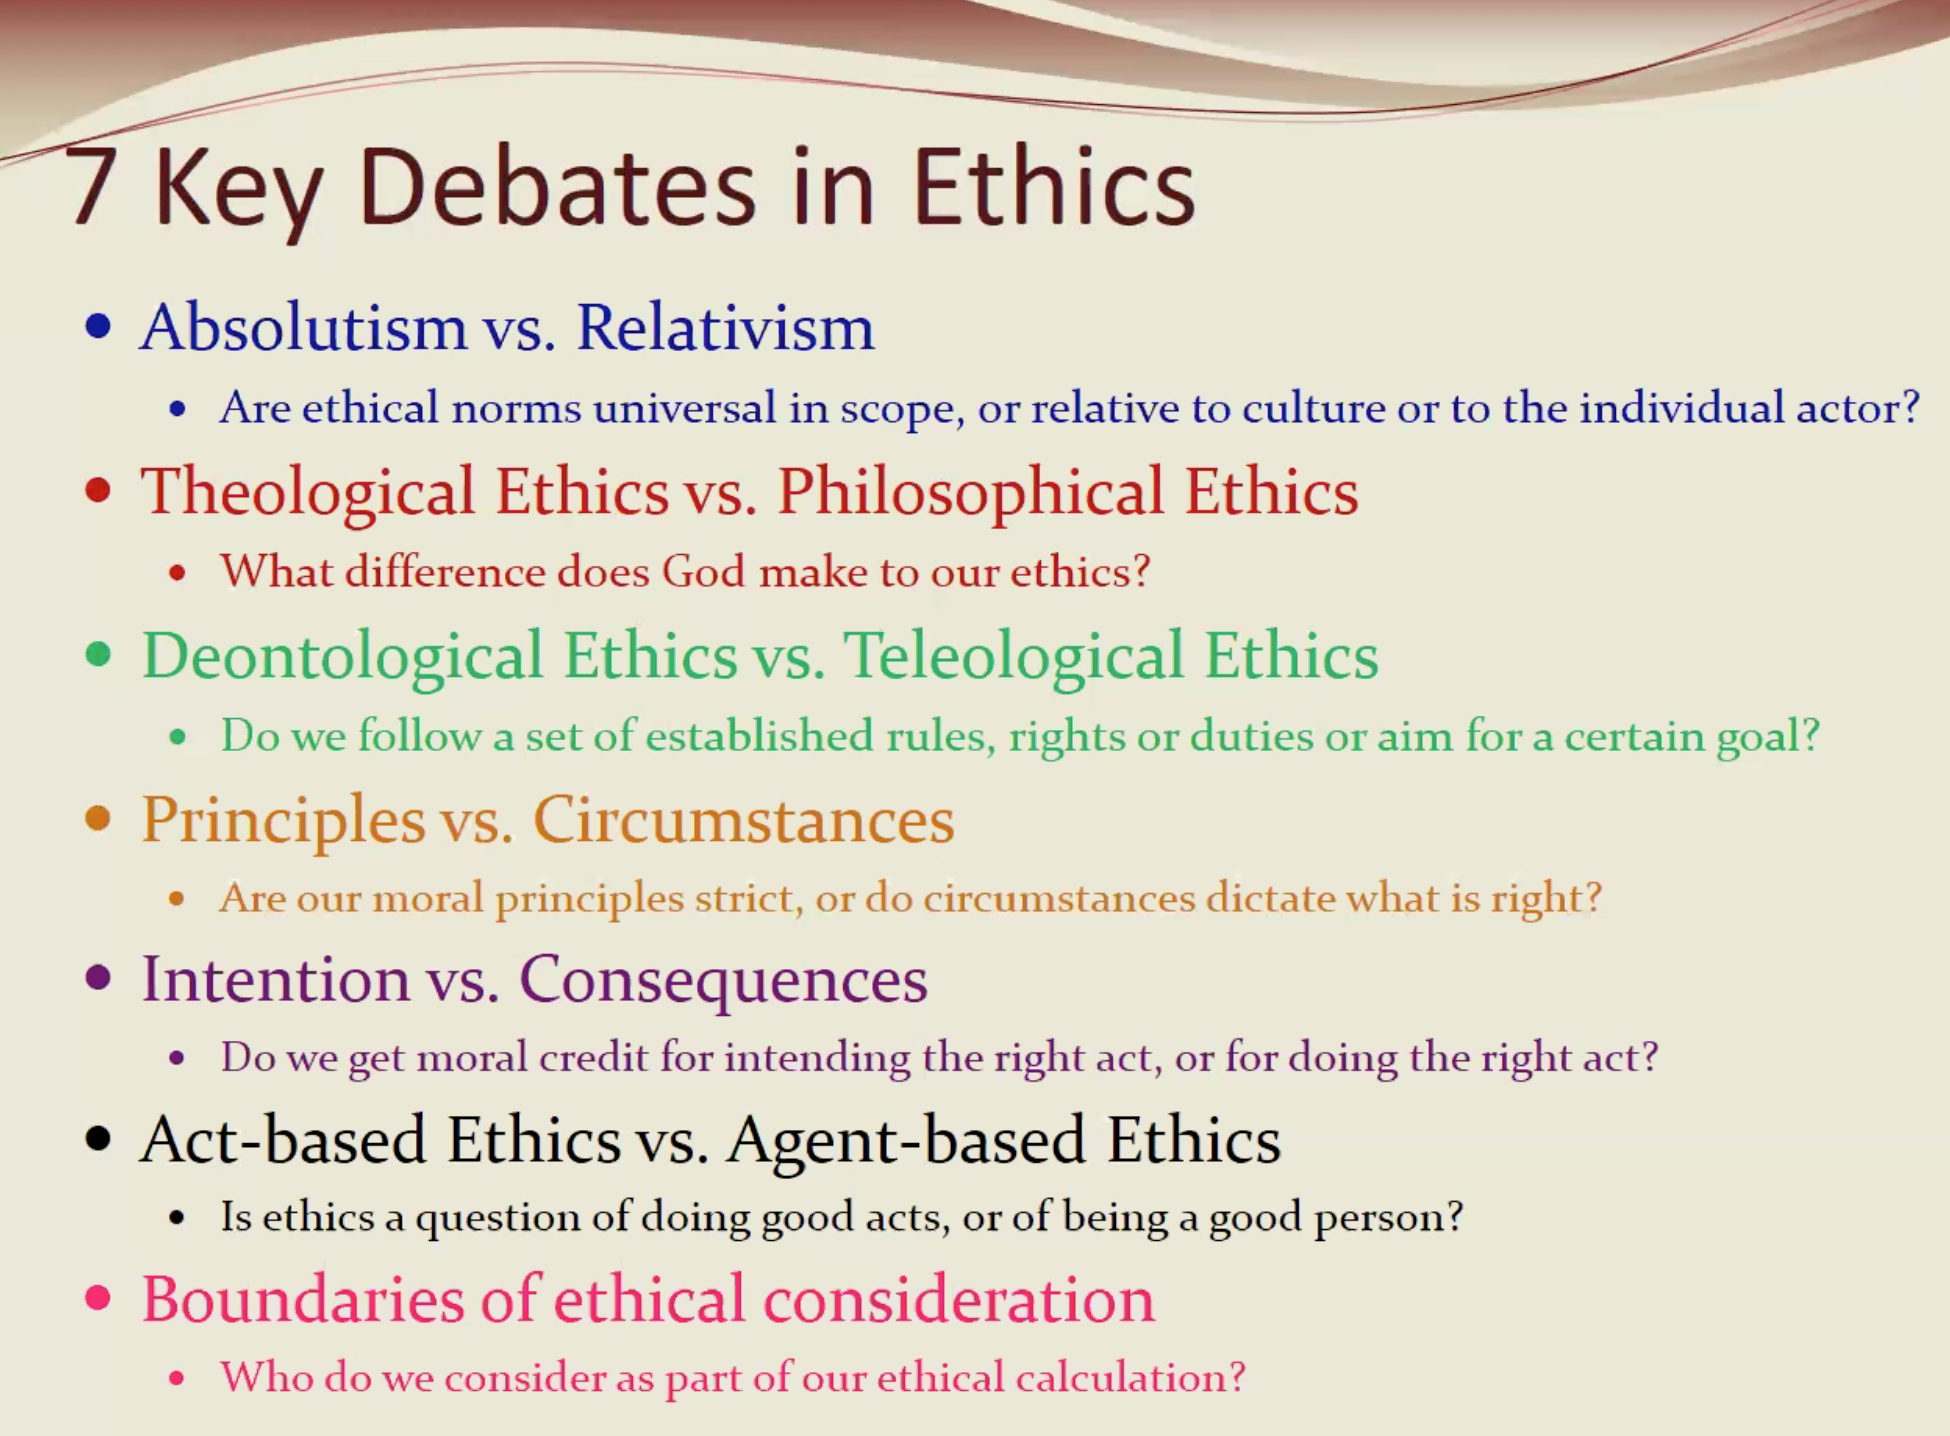 7 Key Debates in Ethics
• Absolutism vs. Relativism
• Are ethical norms universal in scope, or relative to culture or to the individual actor?
• Theological Ethics vs. Philosophical Ethics
• What difference does God make to our ethics?
• Deontological Ethics vs. Teleological Ethics
• Do we follow a set of established rules, rights or duties or aim for a certain goal?
• Principles vs. Circumstances
• Are our moral principles strict, or do circumstances dictate what is right?
• Intention vs. Consequences
• Do we get moral credit for intending the right act, or for doing the right act?
• Act-based Ethics vs. Agent-based Ethics
• Is ethics a question of doing good acts, or of being a good person?
• Boundaries of ethical consideration
• Who do we consider as part of our ethical calculation?